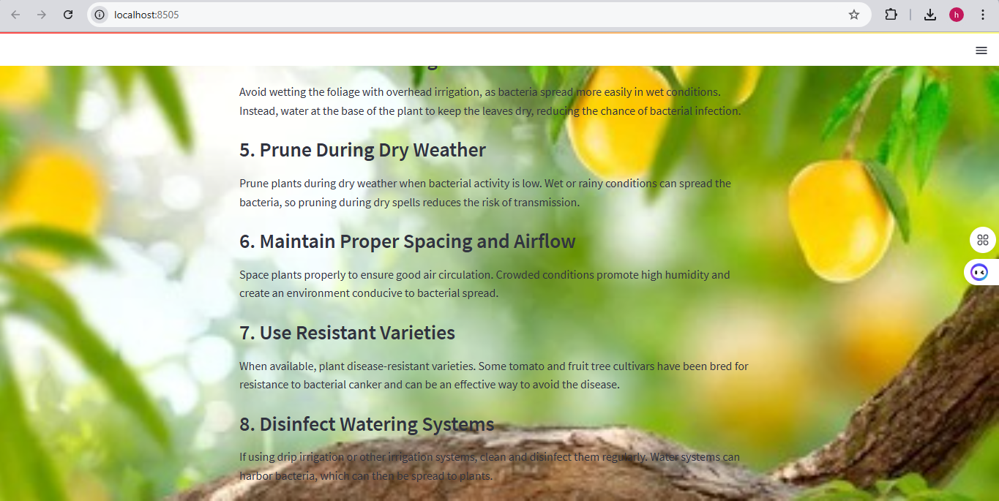 localhost:8505
h
Avoid wetting the foliage with overhead irrigation, as bacteria spread more easily in wet conditions.
Instead, water at the base of the plant to keep the leaves dry, reducing the chance of bacterial infection.
5. Prune During Dry Weather
Prune plants during dry weather when bacterial activity is low. Wet or rainy conditions can spread the
bacteria, so pruning during dry spells reduces the risk of transmission.
6. Maintain Proper Spacing and Airflow
Space plants properly to ensure good air circulation. Crowded conditions promote high humidity and
create an environment conducive to bacterial spread.
7. Use Resistant Varieties
When available, plant disease-resistant varieties. Some tomato and fruit tree cultivars have been bred for
resistance to bacterial canker and can be an effective way to avoid the disease.
8. Disinfect Watering Systems
If using drip irrigation or other irrigation systems, clean and disinfect them regularly. Water systems can
harbor bacteria, which can then be spread to plants.